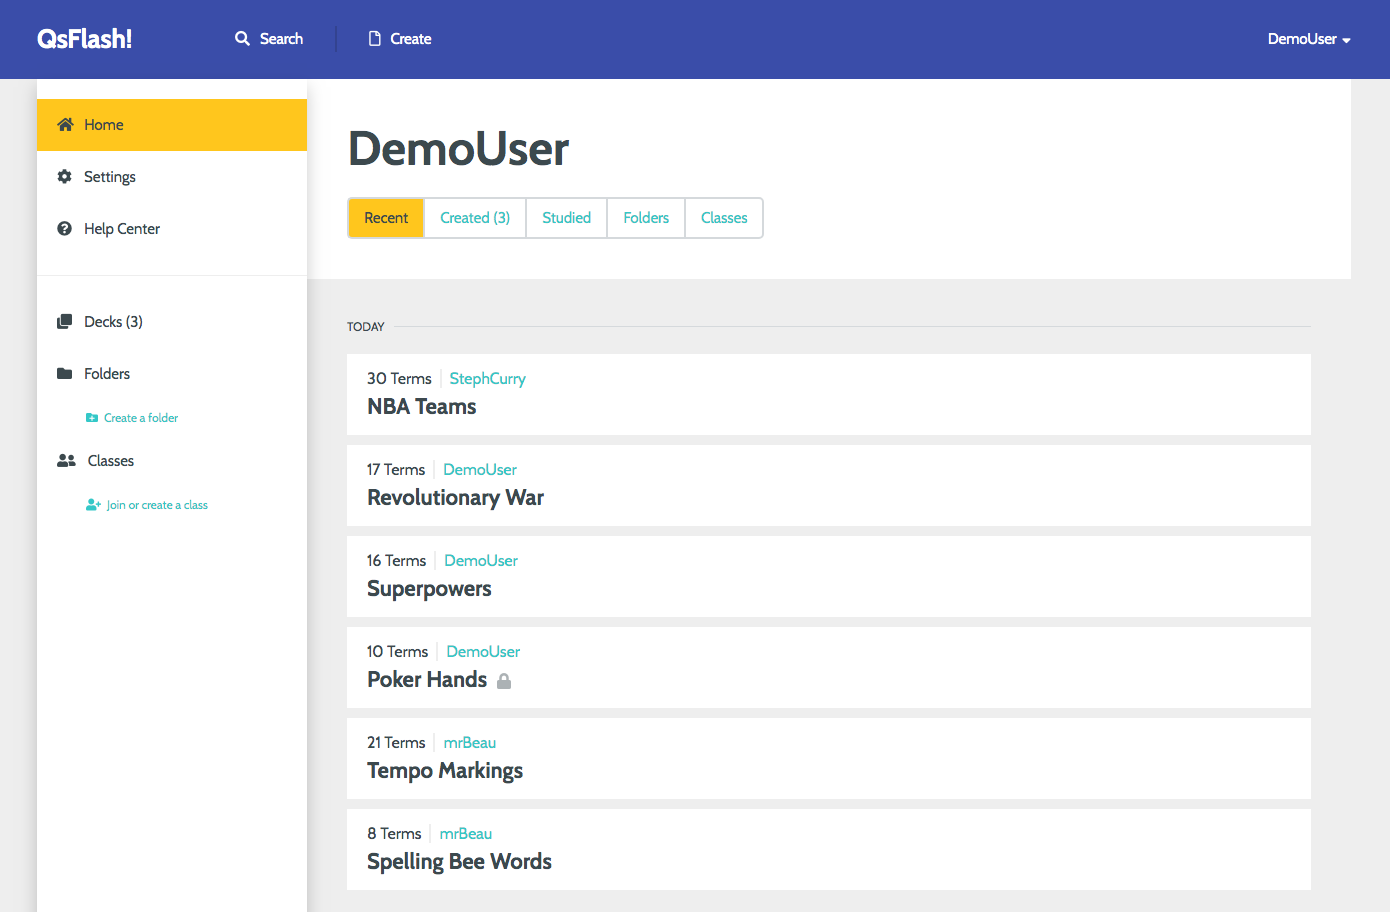 QsFlash!
Search
Create
DemoUser
Home
Settings
Help Center
Decks (3)
Folders
Create a folder
Classes
Join or create a class
DemoUser
Recent Created (3) Studied Folders Classes
TODAY
30 Terms StephCurry
NBA Teams
17 Terms DemoUser
Revolutionary War
16 Terms DemoUser
Superpowers
10 Terms DemoUser
Poker Hands
21 Terms mrBeau
Tempo Markings
8 Terms mrBeau
Spelling Bee Words